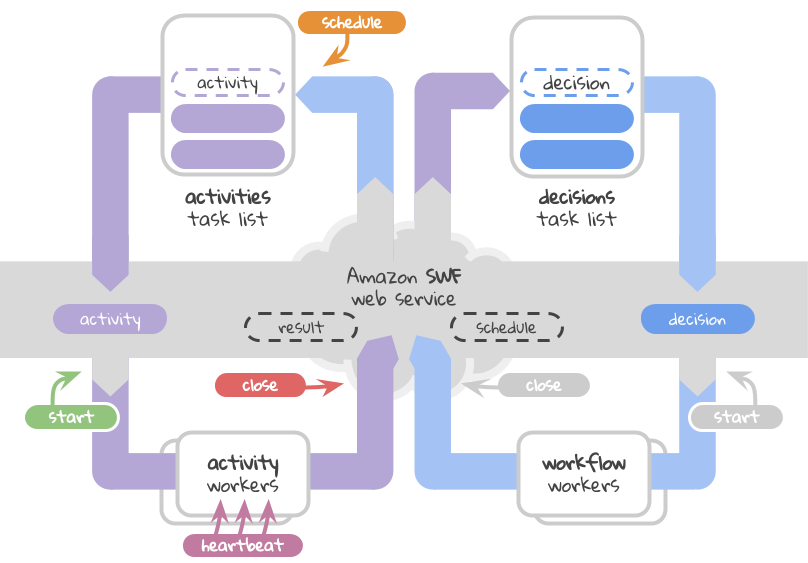 schedule
activity
decision
activities
task list
decisions
task list
Amazon SWF
web service
activity
result
schedule
decision
close
close
start
start
activity
workers
workflow
workers
heartbeat